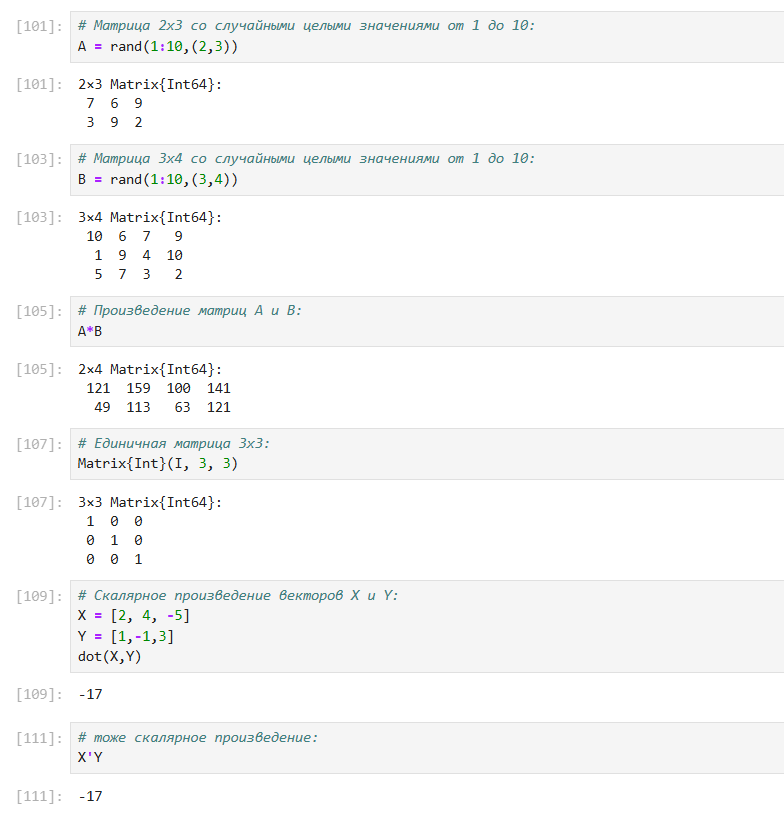 [101]: # Матрица 2x3 со случайными целыми значениями от 1 до 10:
A = rand(1:10,(2,3))
[101]: 2×3 Matrix{Int64}:
7 6 9
3 9 2
[103]: # Матрица 3x4 со случайными целыми значениями от 1 до 10:
B = rand(1:10,(3,4))
[103]: 3×4 Matrix{Int64}:
10 6 7 9
1 9 4 10
5 7 3 2
[105]: # Произведение матриц A и B:
A*B
[105]: 2×4 Matrix{Int64}:
121 159 100 141
49 113 63 121
[107]: # Единичная матрица 3x3:
Matrix{Int}(I, 3, 3)
[107]: 3×3 Matrix{Int64}:
1 0 0
0 1 0
0 0 1
[109]: # Скалярное произведение векторов X и Y:
X = [2, 4, -5]
Y = [1,-1,3]
dot(X,Y)
[109]: -17
[111]: # тоже скалярное произведение:
X'Y
[111]: -17